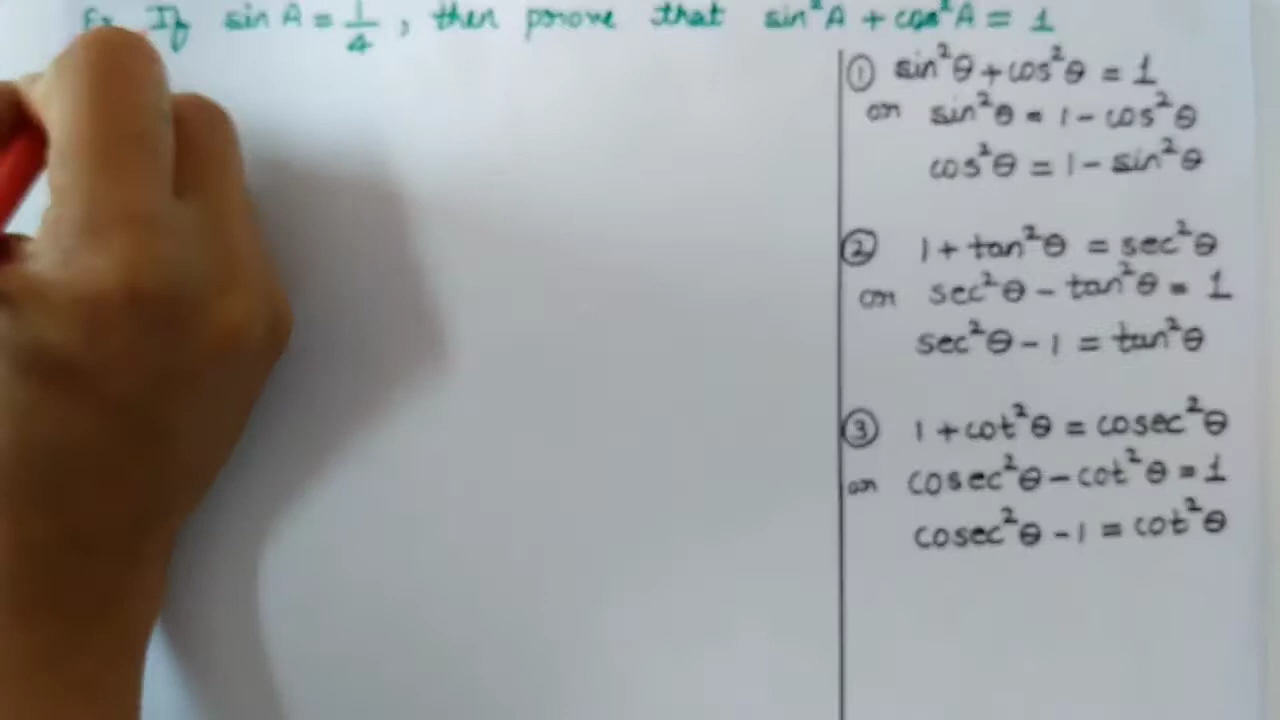 Ex. If sin A = 1/4, then prove that sin²A + cos²A = 1
① sin²θ + cos²θ = 1
or sin²θ = 1 - cos²θ
cos²θ = 1 - sin²θ
② 1 + tan²θ = sec²θ
or sec²θ - tan²θ = 1
sec²θ - 1 = tan²θ
③ 1 + cot²θ = cosec²θ
or cosec²θ - cot²θ = 1
cosec²θ - 1 = cot²θ